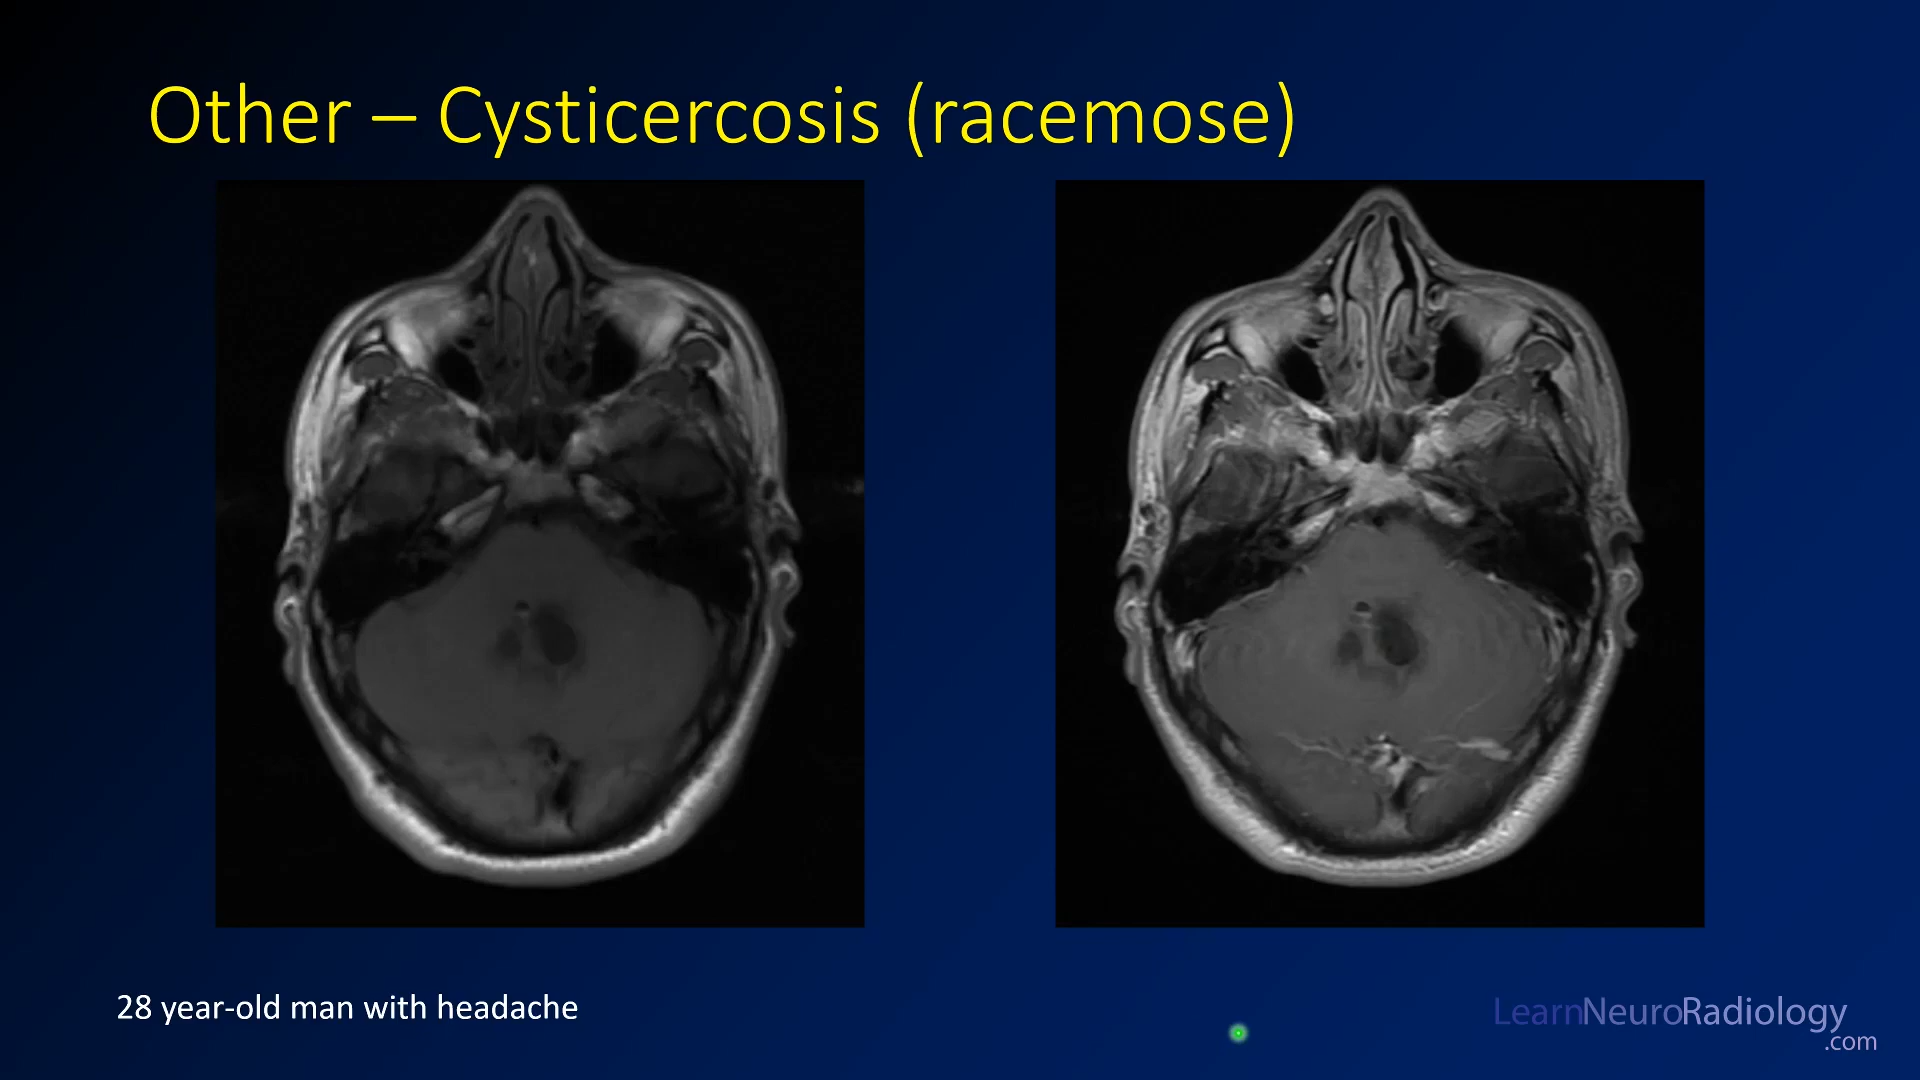 Other – Cysticercosis (racemose)
28 year-old man with headache
LearnNeuroRadiology
.com